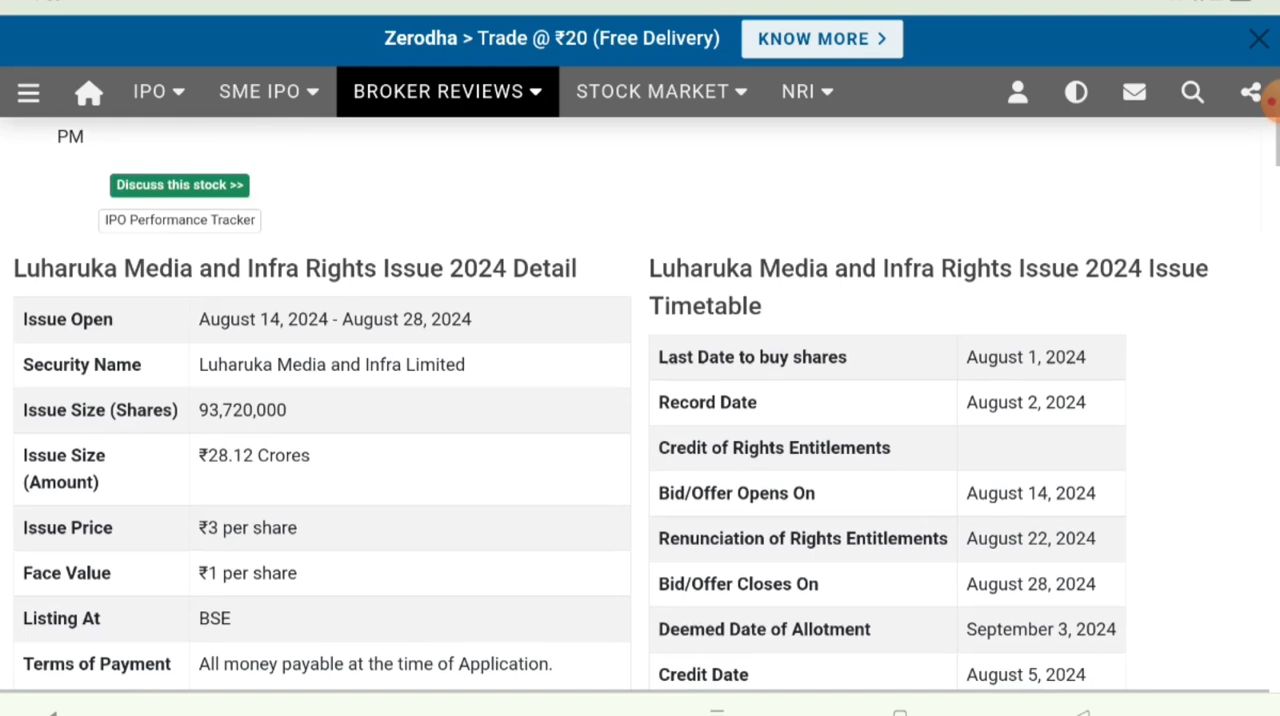 Zerodha > Trade @ ₹20 (Free Delivery)
KNOW MORE >
IPO
SME IPO
BROKER REVIEWS
STOCK MARKET
NRI
PM
Discuss this stock >>
IPO Performance Tracker
Luharuka Media and Infra Rights Issue 2024 Detail
Issue Open August 14, 2024 - August 28, 2024
Security Name Luharuka Media and Infra Limited
Issue Size (Shares) 93,720,000
Issue Size ₹28.12 Crores
(Amount)
Issue Price ₹3 per share
Face Value ₹1 per share
Listing At BSE
Terms of Payment All money payable at the time of Application.
Luharuka Media and Infra Rights Issue 2024 Issue
Timetable
Last Date to buy shares August 1, 2024
Record Date August 2, 2024
Credit of Rights Entitlements
Bid/Offer Opens On August 14, 2024
Renunciation of Rights Entitlements August 22, 2024
Bid/Offer Closes On August 28, 2024
Deemed Date of Allotment September 3, 2024
Credit Date August 5, 2024